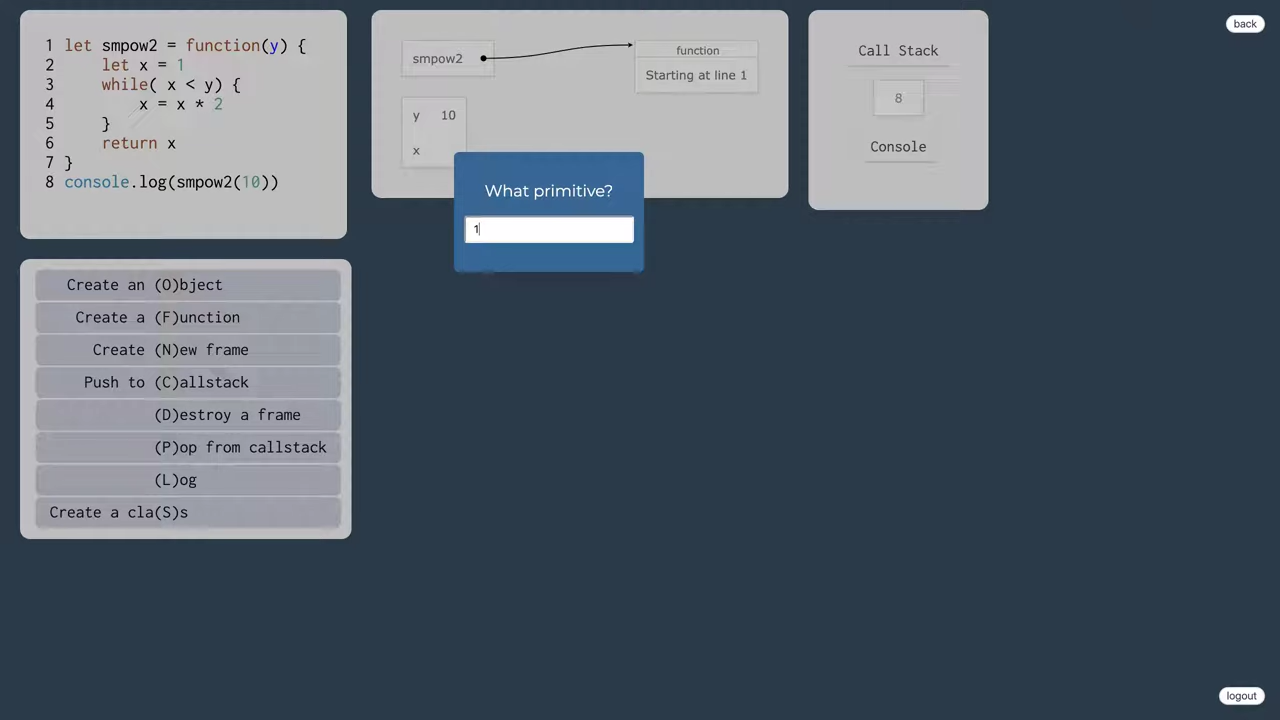 back
1 let smpow2 = function(y) {
2     let x = 1
3     while( x < y) {
4         x = x * 2
5     }
6     return x
7 }
8 console.log(smpow2(10))
smpow2
function
Starting at line 1
y 10
x
Call Stack
8
Console
What primitive?
1
Create an (O)bject
Create a (F)unction
Create (N)ew frame
Push to (C)allstack
(D)estroy a frame
(P)op from callstack
(L)og
Create a cla(S)s
logout